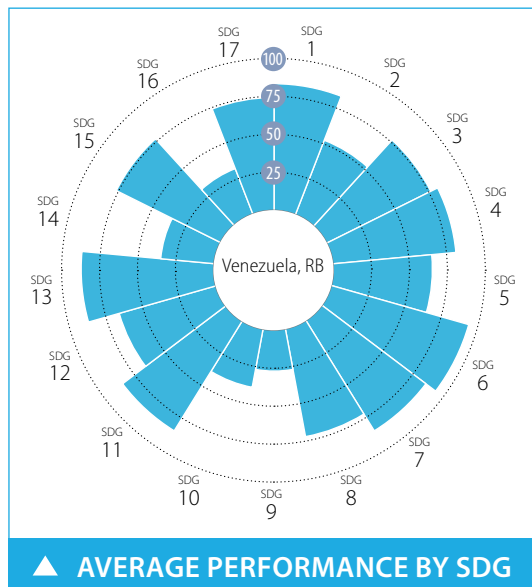 SDG
1
SDG
2
SDG
3
SDG
4
SDG
5
SDG
6
SDG
7
SDG
8
SDG
9
SDG
10
SDG
11
SDG
12
SDG
13
SDG
14
SDG
15
SDG
16
SDG
17
100
75
50
25
Venezuela, RB
▲ AVERAGE PERFORMANCE BY SDG